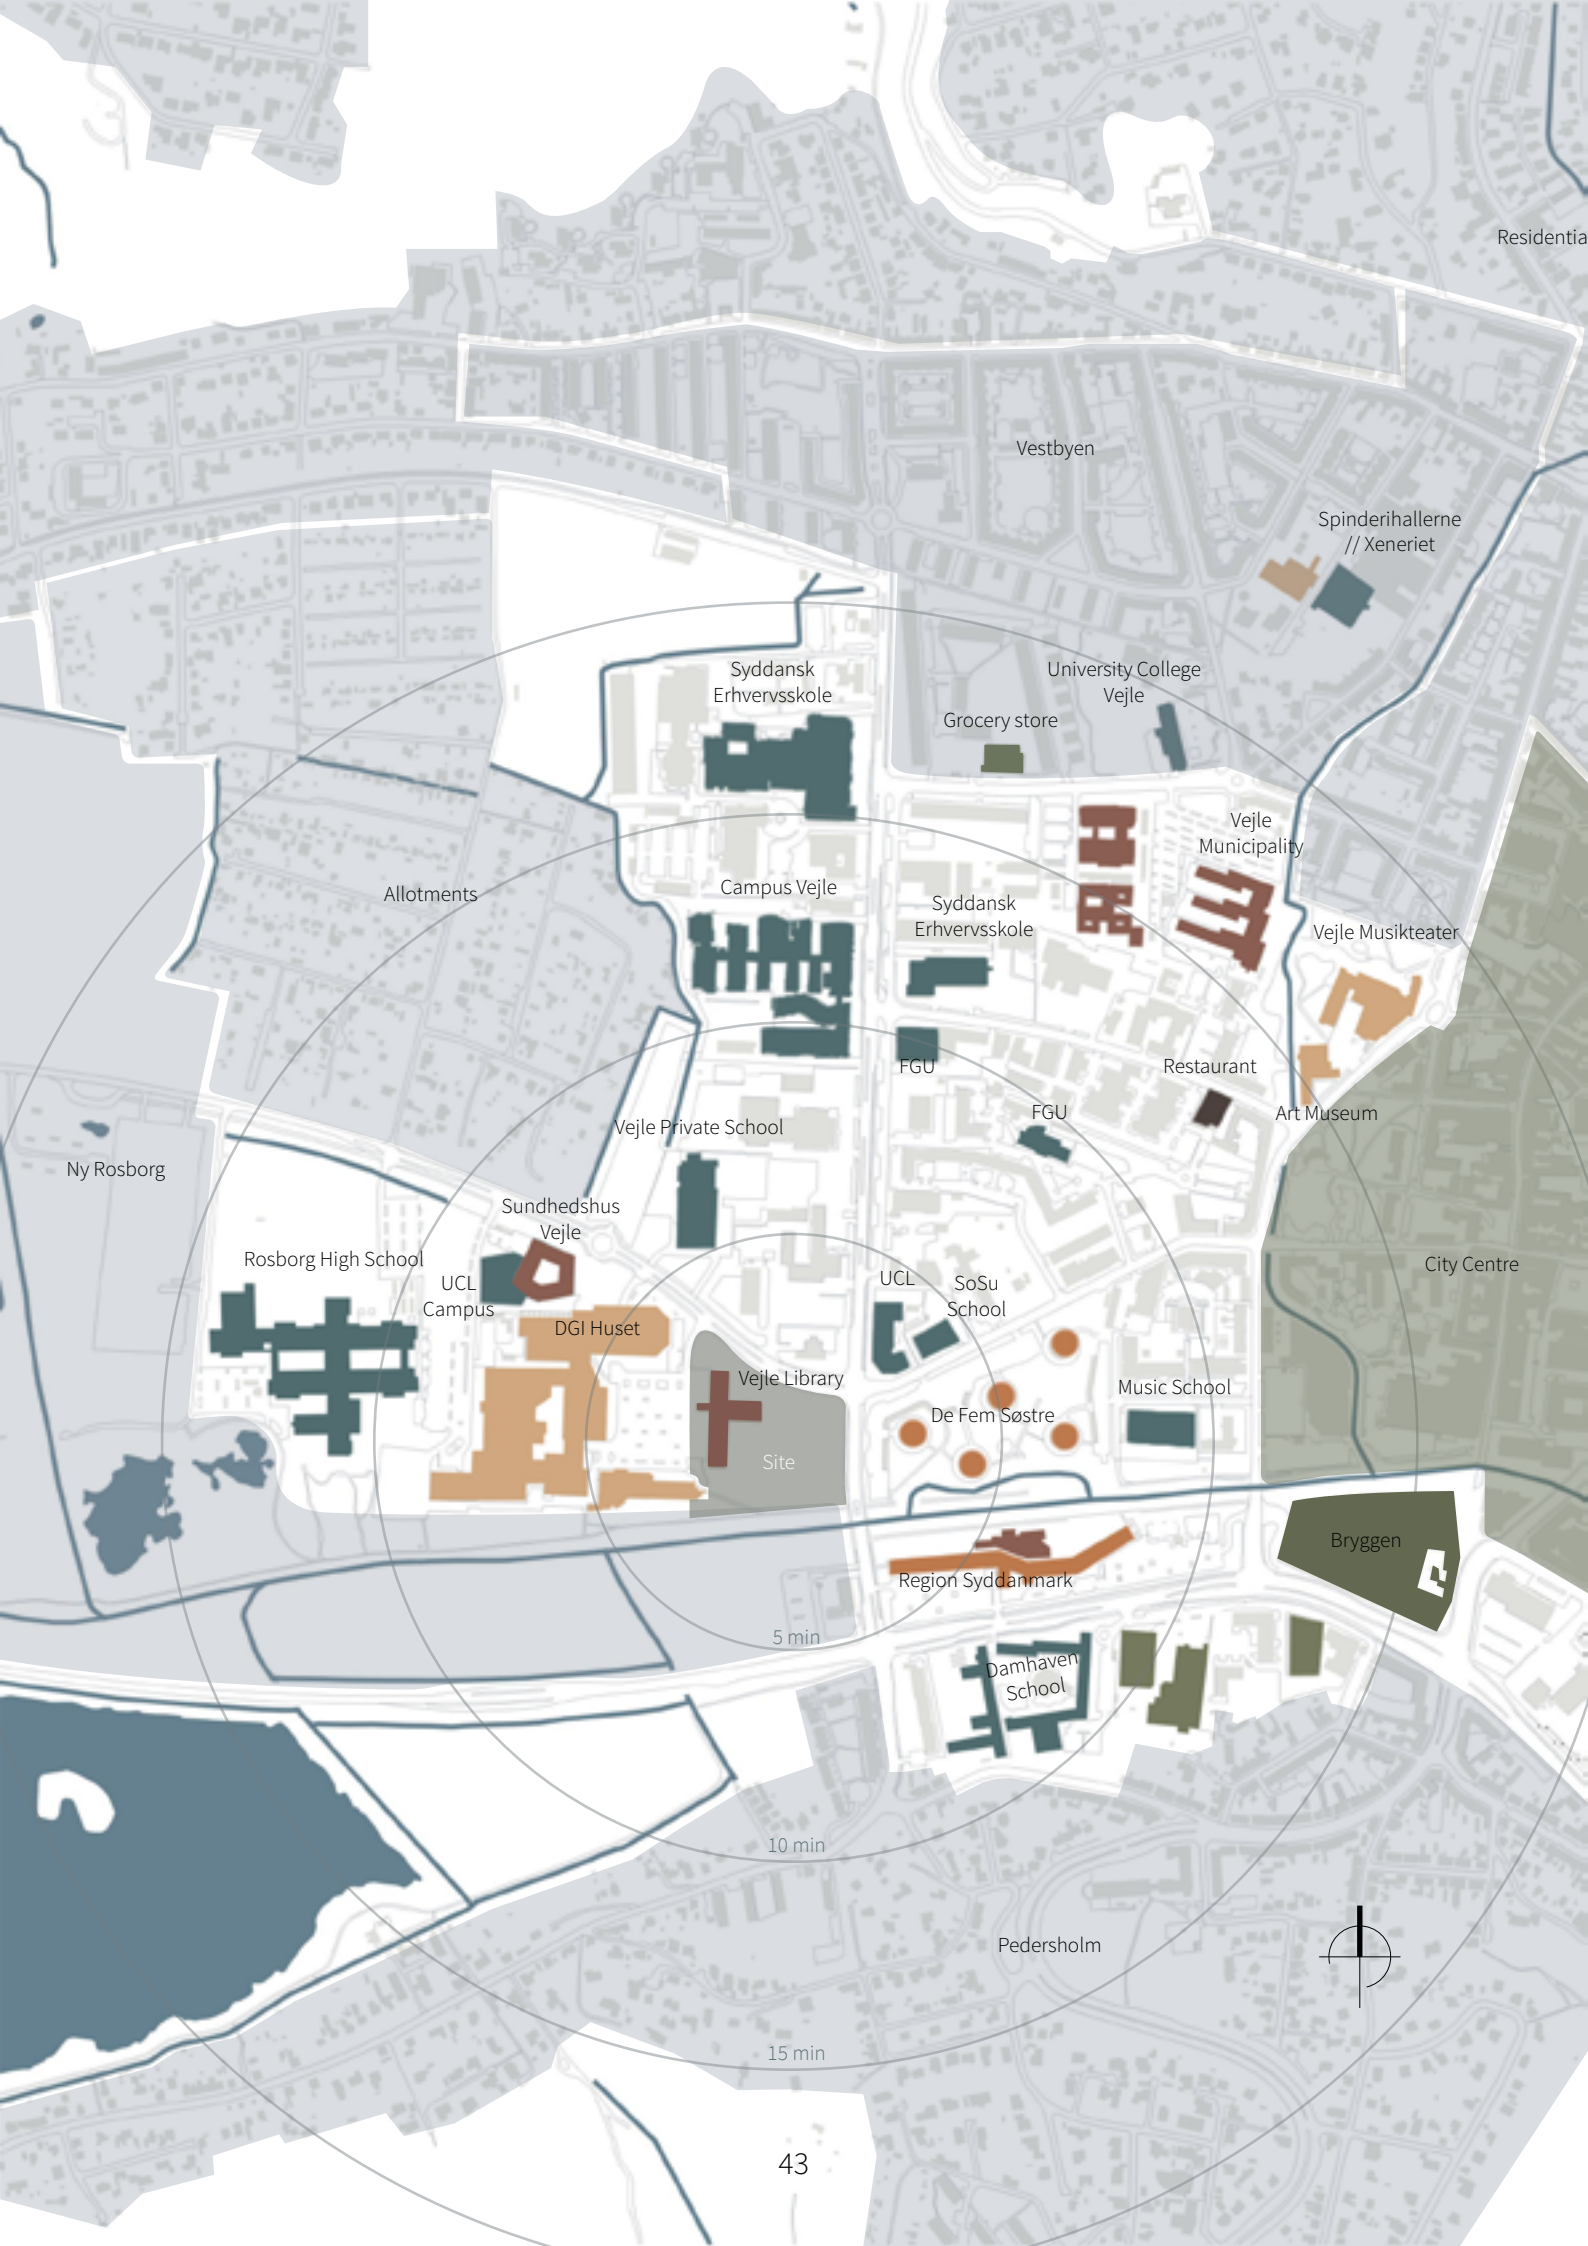 Residentia
Vestbyen
Spinderihallerne
// Xeneriet
Syddansk
Erhvervsskole
University College
Vejle
Grocery store
Vejle
Municipality
Allotments
Campus Vejle
Syddansk
Erhvervsskole
Vejle Musikteater
FGU
Restaurant
FGU
Art Museum
Vejle Private School
Ny Rosborg
Sundhedshus
Vejle
Rosborg High School
City Centre
UCL
Campus
UCL
SoSu
School
DGI Huset
Vejle Library
Music School
De Fem Søstre
Site
Bryggen
Region Syddanmark
5 min
Damhaven
School
10 min
Pedersholm
15 min
43